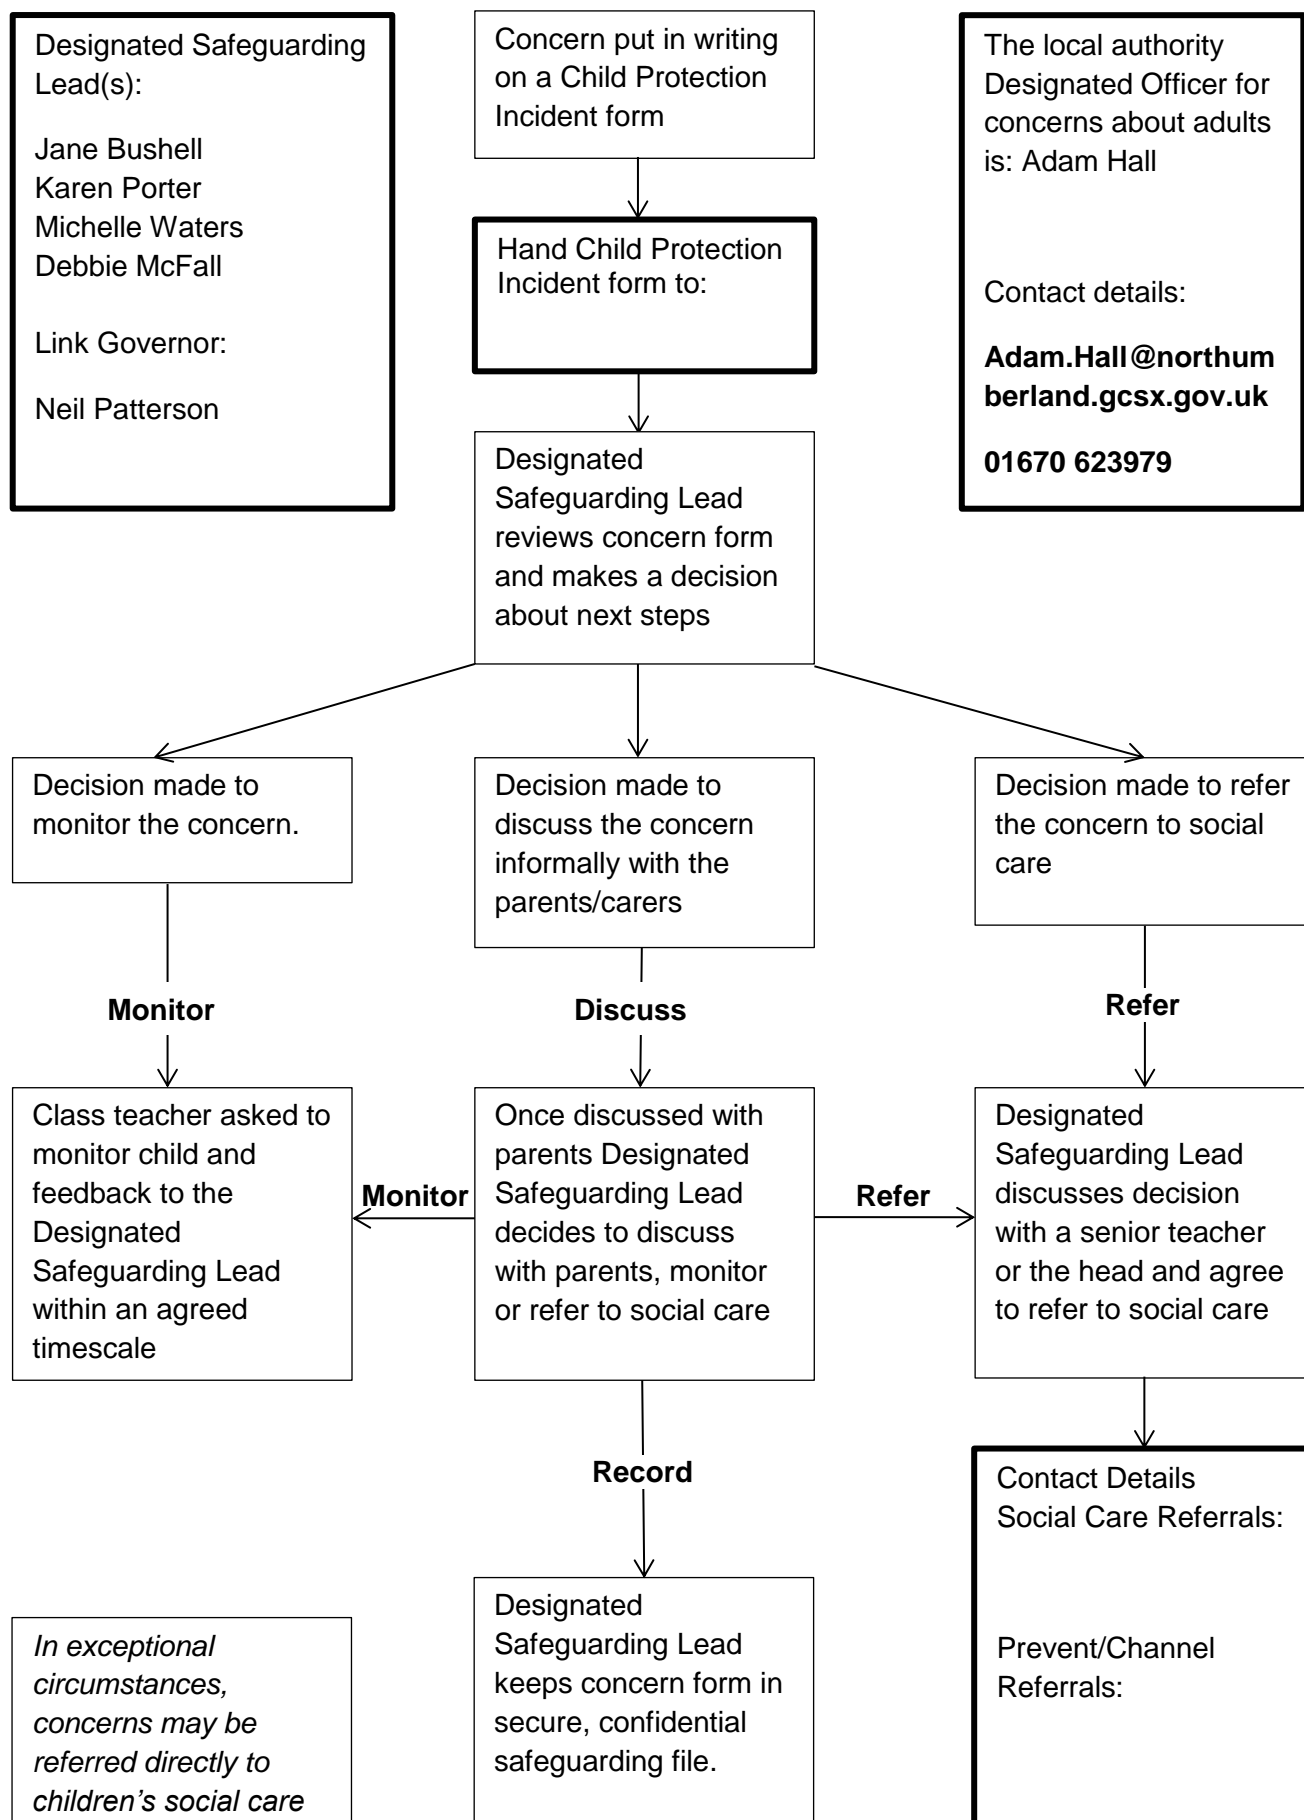 Designated Safeguarding
Lead(s):
Jane Bushell
Karen Porter
Michelle Waters
Debbie McFall
Link Governor:
Neil Patterson
Concern put in writing
on a Child Protection
Incident form
The local authority
Designated Officer for
concerns about adults
is: Adam Hall
Contact details:
Adam.Hall@northum
berland.gcsx.gov.uk
01670 623979
Hand Child Protection
Incident form to:
Designated
Safeguarding Lead
reviews concern form
and makes a decision
about next steps
Decision made to
monitor the concern.
Decision made to
discuss the concern
informally with the
parents/carers
Decision made to refer
the concern to social
care
Monitor
Discuss
Refer
Class teacher asked to
monitor child and
feedback to the
Designated
Safeguarding Lead
within an agreed
timescale
Monitor
Once discussed with
parents Designated
Safeguarding Lead
decides to discuss
with parents, monitor
or refer to social care
Refer
Designated
Safeguarding Lead
discusses decision
with a senior teacher
or the head and agree
to refer to social care
Record
Contact Details
Social Care Referrals:
Prevent/Channel
Referrals:
Designated
Safeguarding Lead
keeps concern form in
secure, confidential
safeguarding file.
In exceptional
circumstances,
concerns may be
referred directly to
children’s social care